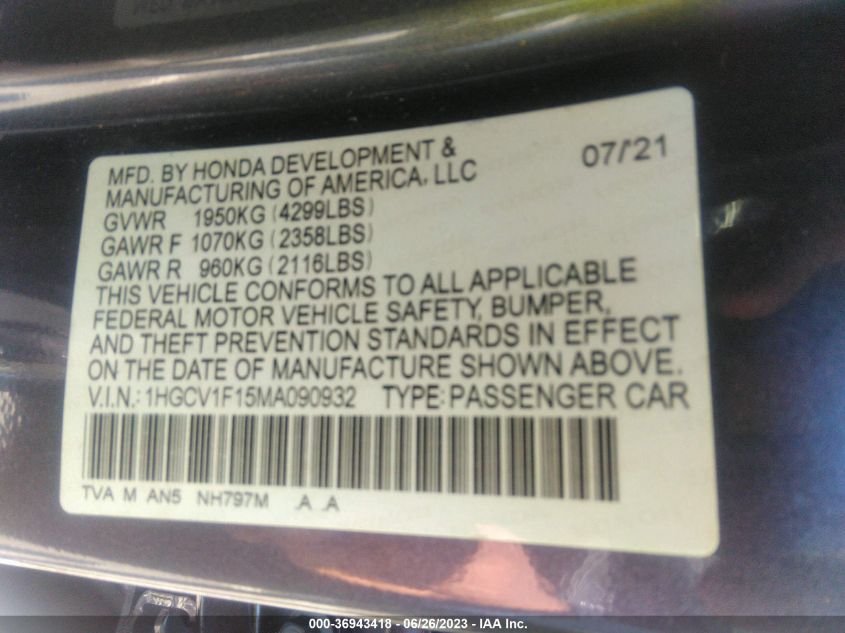 MFD. BY HONDA DEVELOPMENT & 07/'21
MANUFACTURING OF AMERICA, LLC
GVWR 1950KG (4299LBS)
GAWR F 1070KG (2358LBS)
GAWR R 960KG (2116LBS)
THIS VEHICLE CONFORMS TO ALL APPLICABLE
FEDERAL MOTOR VEHICLE SAFETY, BUMPER,
AND THEFT PREVENTION STANDARDS IN EFFECT
ON THE DATE OF MANUFACTURE SHOWN ABOVE.
V.I.N.: 1HGCV1F15MA090932 TYPE: PASSENGER CAR
TVA M AN5 NH797M .A .A
000-36943418 - 06/26/2023 - IAA Inc.